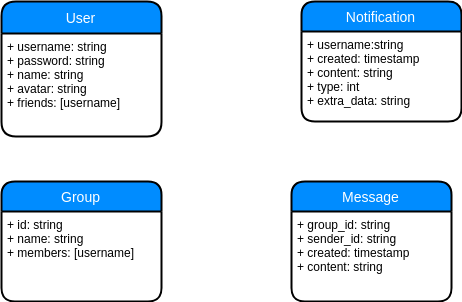 User
+ username: string
+ password: string
+ name: string
+ avatar: string
+ friends: [username]
Notification
+ username:string
+ created: timestamp
+ content: string
+ type: int
+ extra_data: string
Group
+ id: string
+ name: string
+ members: [username]
Message
+ group_id: string
+ sender_id: string
+ created: timestamp
+ content: string